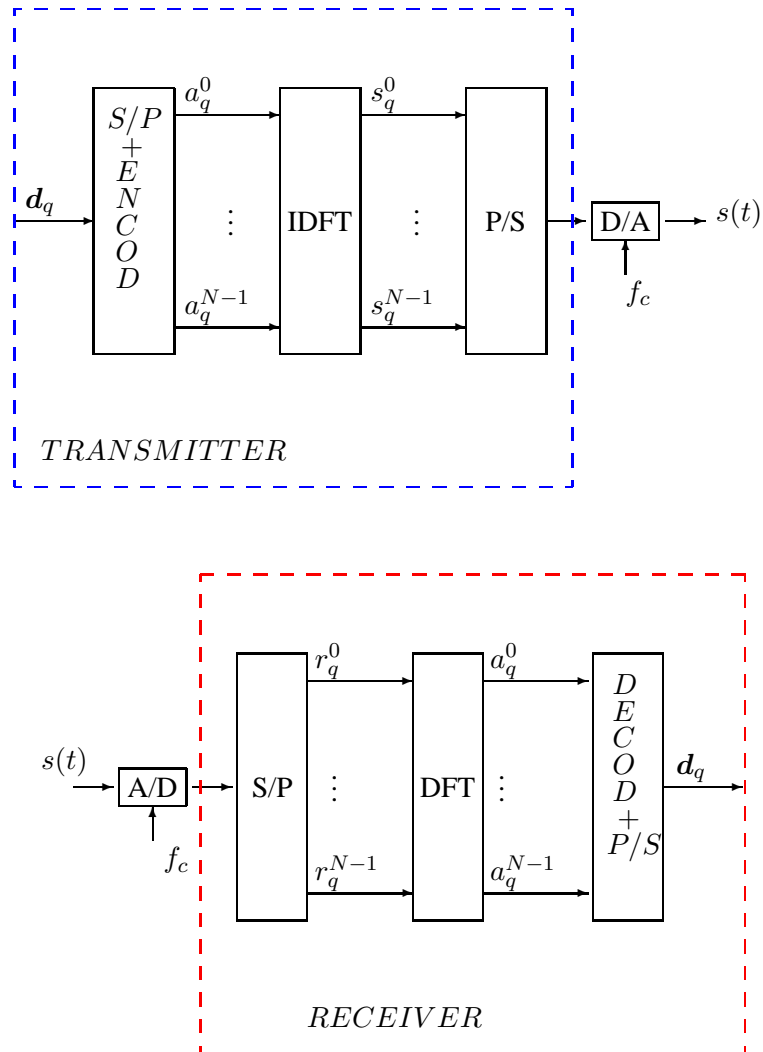 a_q^0
s_q^0
S/P
+
E
N
C
O
D
d_q
⋮
IDFT
⋮
P/S
D/A
s(t)
f_c
a_q^{N-1}
s_q^{N-1}
TRANSMITTER
r_q^0
a_q^0
D
E
C
O
D
+
P/S
s(t)
A/D
S/P
⋮
DFT
⋮
d_q
f_c
r_q^{N-1}
a_q^{N-1}
RECEIVER